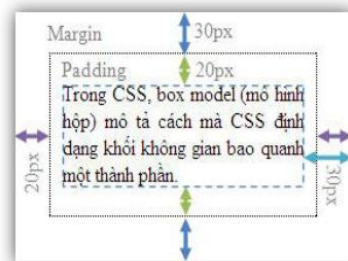 Margin
30px
Padding
20px
Trong CSS, box model (mô hình
hộp) mô tả cách mà CSS định
dạng khối không gian bao quanh
một thành phần.
20px
30px